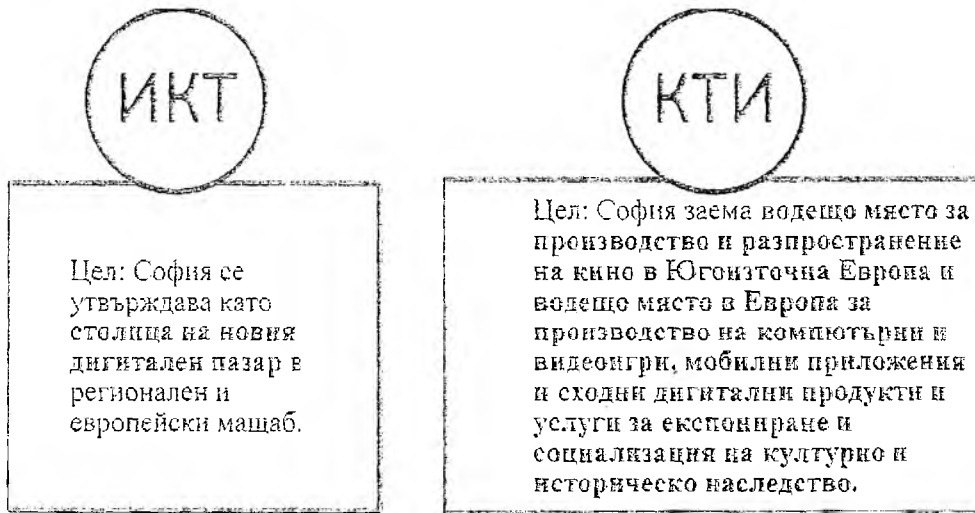 ИКТ
Цел: София се
утвърждава като
столица на новия
дигитален пазар в
регионален и
европейски мащаб.
КТИ
Цел: София заема водещо място за
производство и разпространение
на кино в Югоизточна Европа и
водещо място в Европа за
производство на компютърни и
видеоигри, мобилни приложения
и сходни дигитални продукти и
услуги за експониране и
социализация на културно и
историческо наследство.